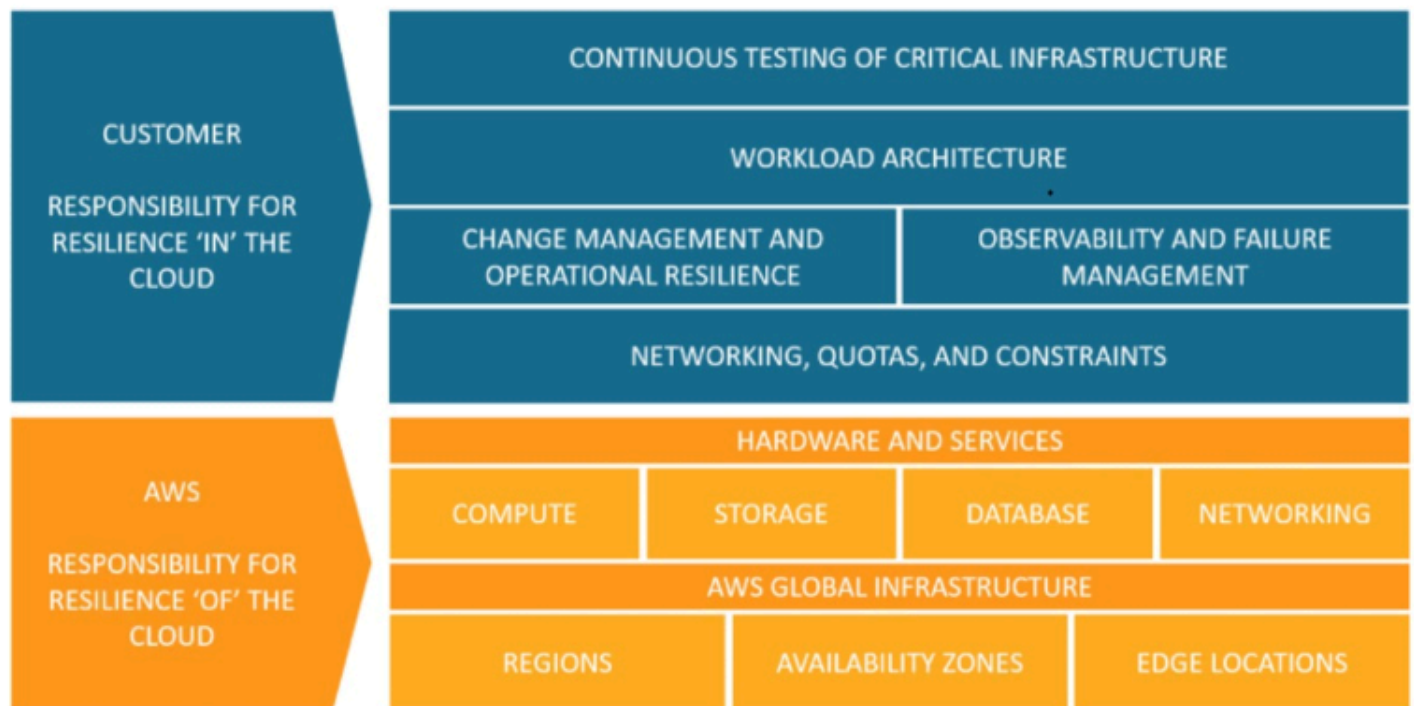 CUSTOMER
RESPONSIBILITY FOR
RESILIENCE ‘IN’ THE
CLOUD
CONTINUOUS TESTING OF CRITICAL INFRASTRUCTURE
WORKLOAD ARCHITECTURE
CHANGE MANAGEMENT AND
OPERATIONAL RESILIENCE
OBSERVABILITY AND FAILURE
MANAGEMENT
NETWORKING, QUOTAS, AND CONSTRAINTS
AWS
RESPONSIBILITY FOR
RESILIENCE ‘OF’ THE
CLOUD
HARDWARE AND SERVICES
COMPUTE
STORAGE
DATABASE
NETWORKING
AWS GLOBAL INFRASTRUCTURE
REGIONS
AVAILABILITY ZONES
EDGE LOCATIONS